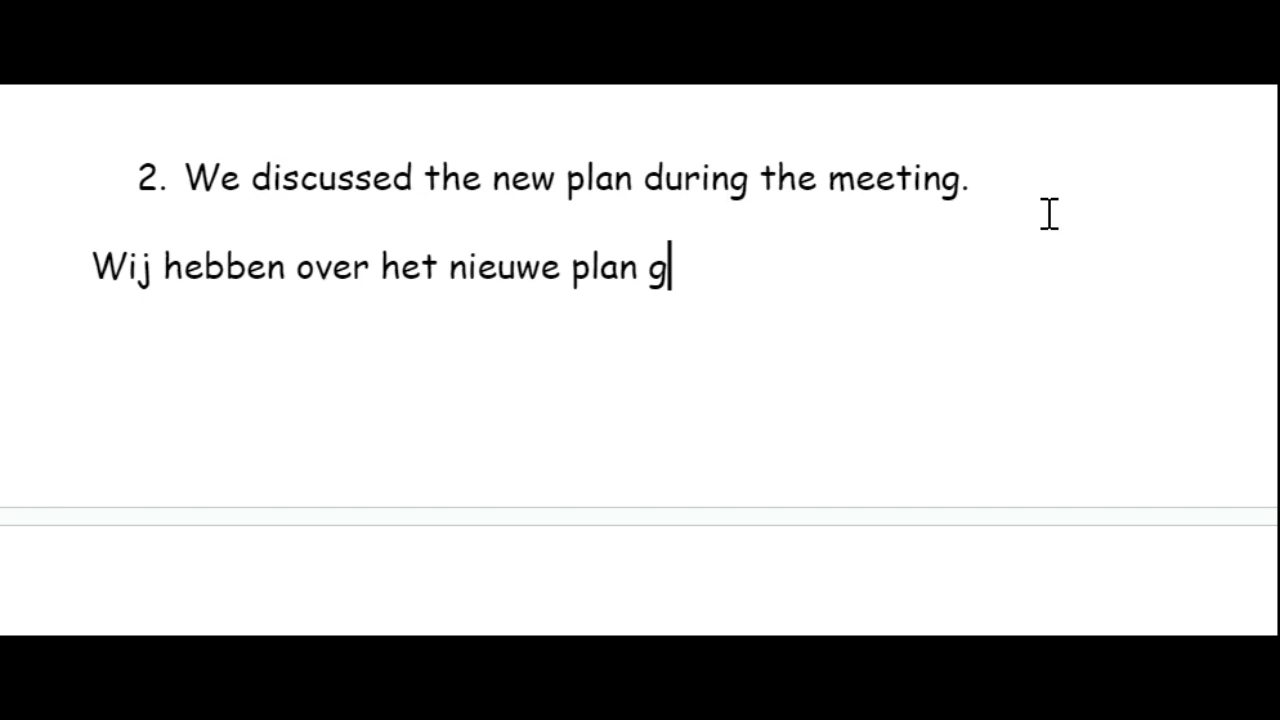 2. We discussed the new plan during the meeting.
Wij hebben over het nieuwe plan g